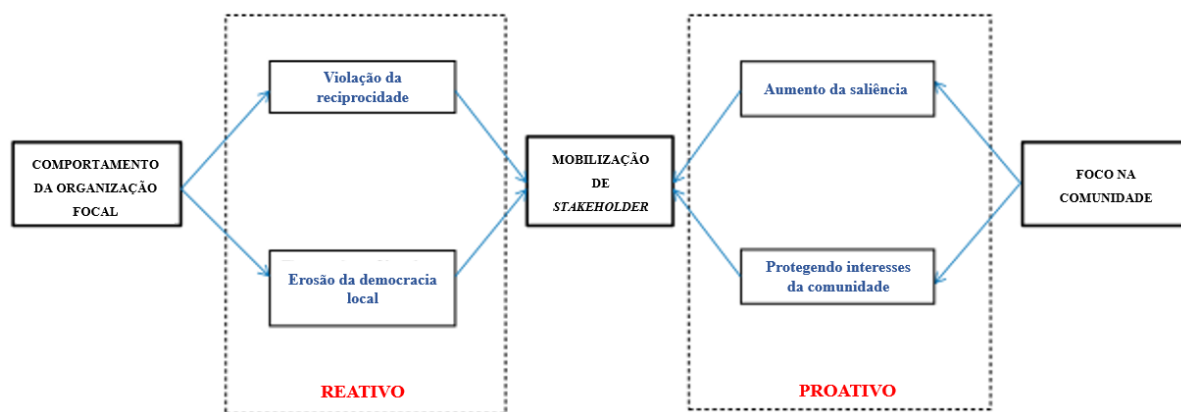 COMPORTAMENTO
DA ORGANIZAÇÃO
FOCAL
Violação da
reciprocidade
Erosão da democracia
local
REATIVO
MOBILIZAÇÃO
DE
STAKEHOLDER
Aumento da saliência
Protegendo interesses
da comunidade
PROATIVO
FOCO NA
COMUNIDADE